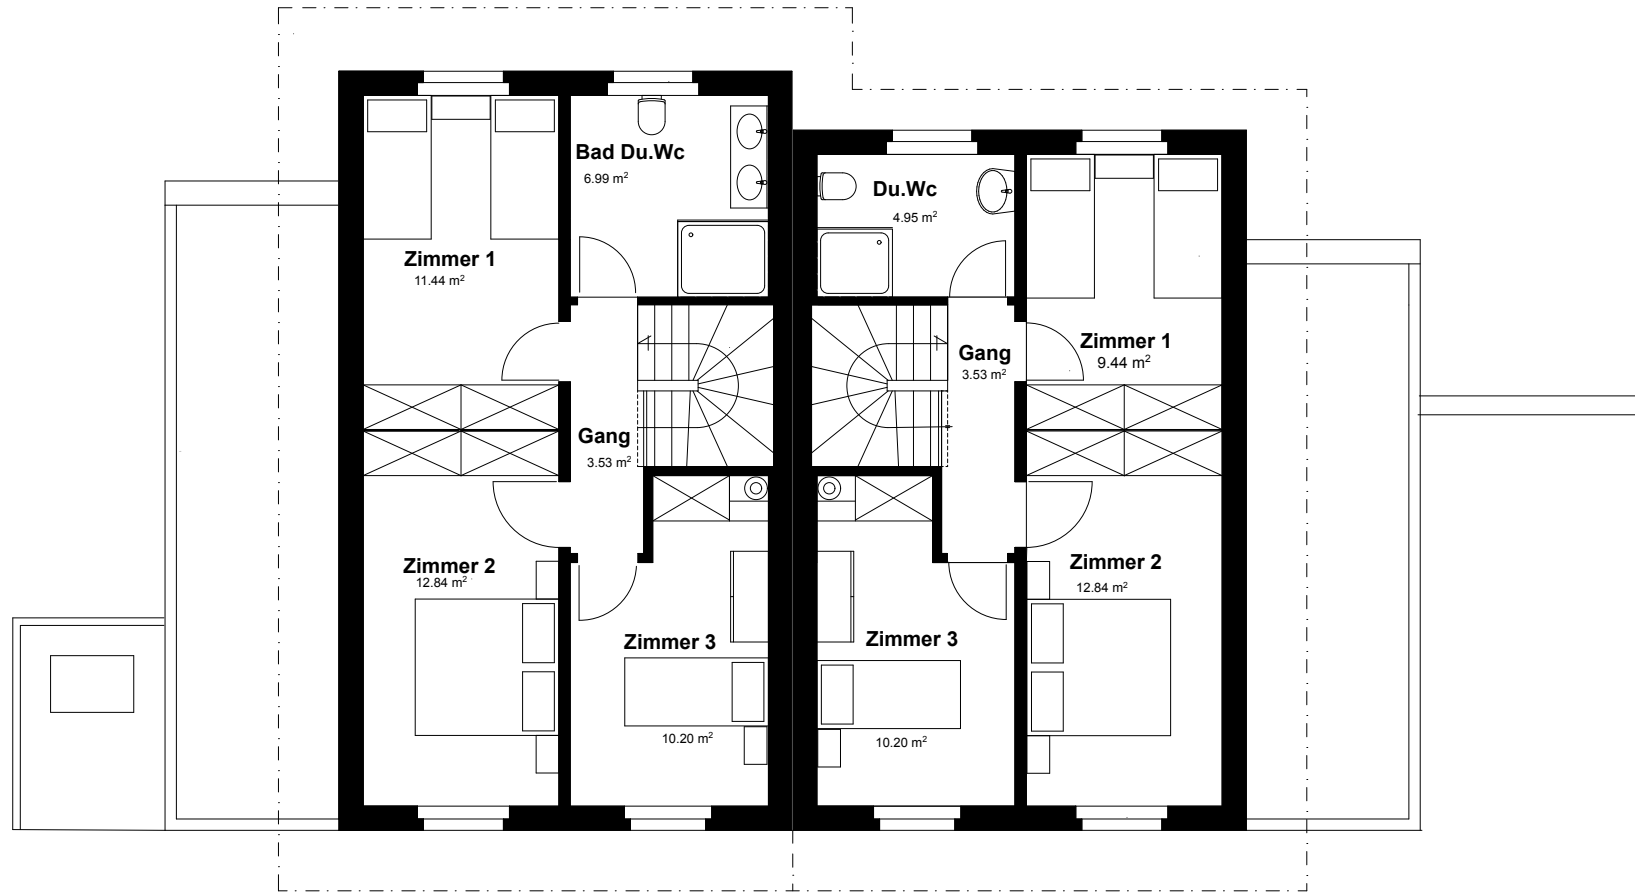 Bad Du.Wc
6.99 m²
Du.Wc
4.95 m²
Zimmer 1
11.44 m²
Zimmer 1
9.44 m²
Gang
3.53 m²
Gang
3.53 m²
Zimmer 2
12.84 m²
Zimmer 2
12.84 m²
Zimmer 3
10.20 m²
Zimmer 3
10.20 m²